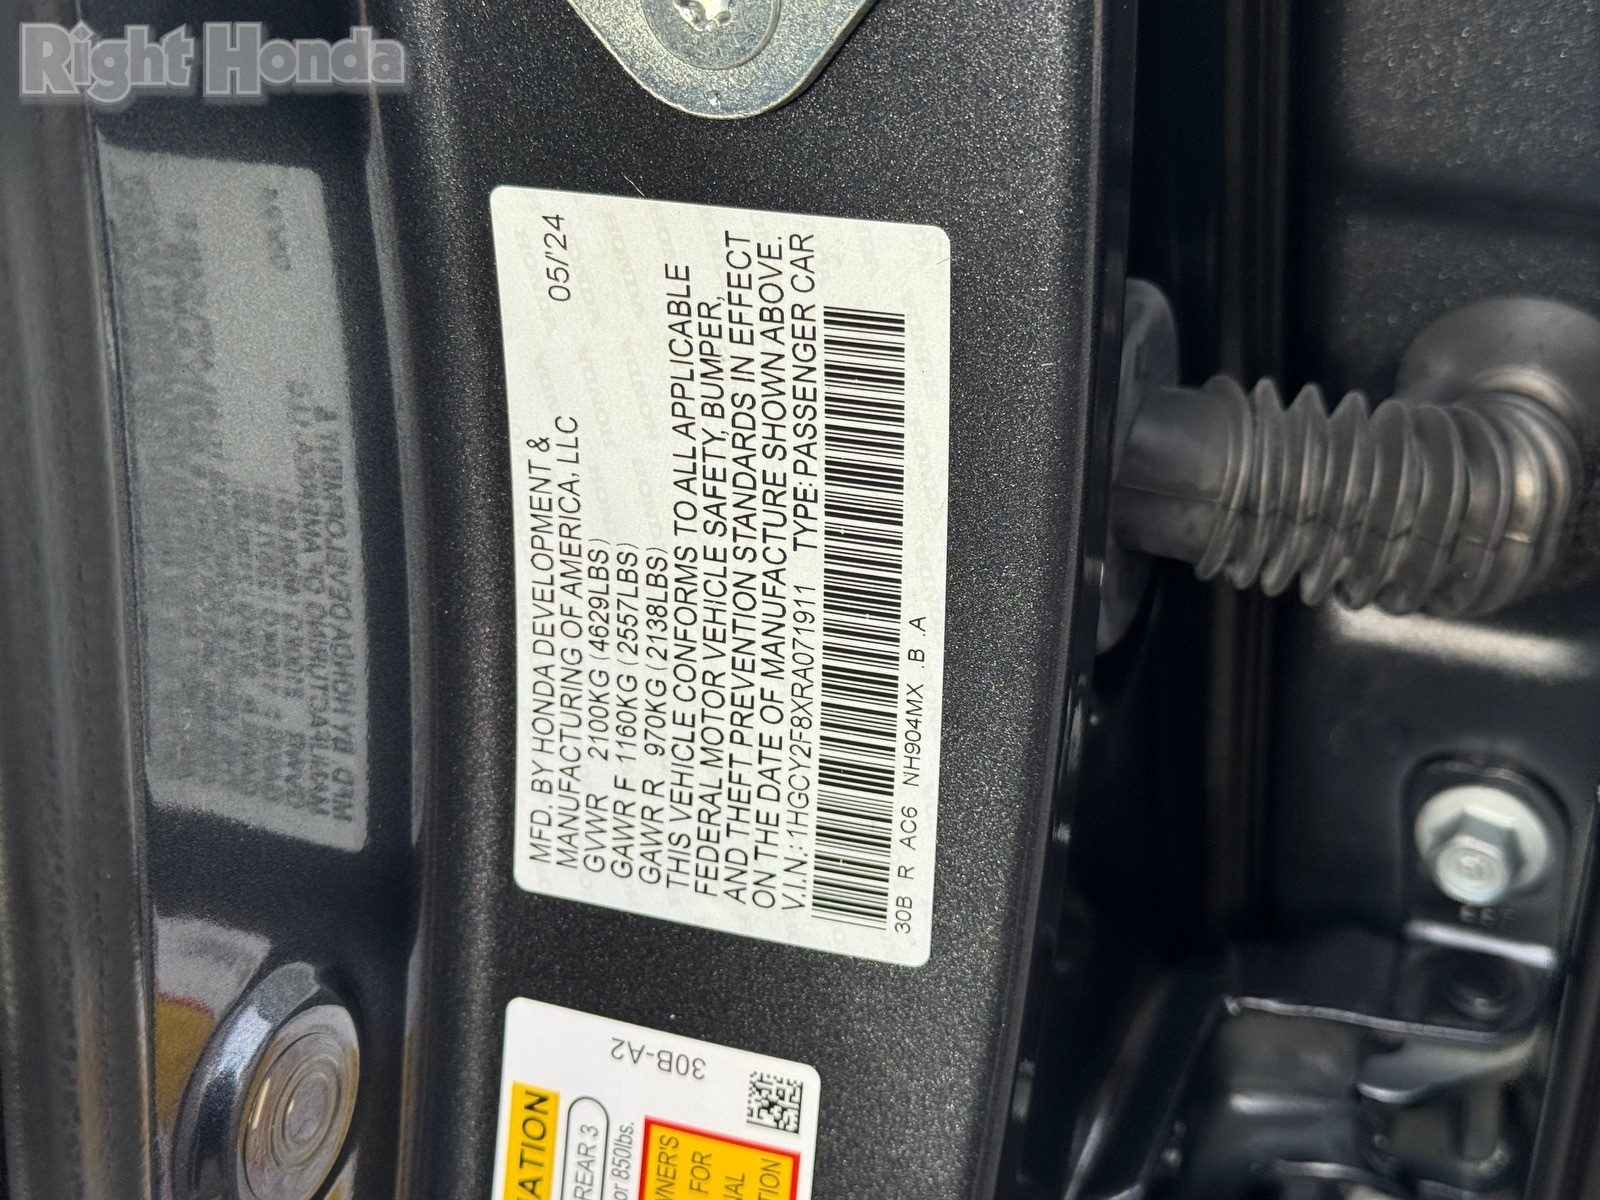 Right Honda
05/'24
MFD. BY HONDA DEVELOPMENT &
MANUFACTURING OF AMERICA, LLC
GVWR 2100KG (4629LBS)
GAWR F 1160KG (2557LBS)
GAWR R 970KG (2138LBS)
THIS VEHICLE CONFORMS TO ALL APPLICABLE
FEDERAL MOTOR VEHICLE SAFETY, BUMPER,
AND THEFT PREVENTION STANDARDS IN EFFECT
ON THE DATE OF MANUFACTURE SHOWN ABOVE.
V.I.N.: 1HGCY2F8XRA071911 TYPE: PASSENGER CAR
30B R AC6 NH904MX .B .A
30B-A2
REAR 3
or 850lbs.
FOR